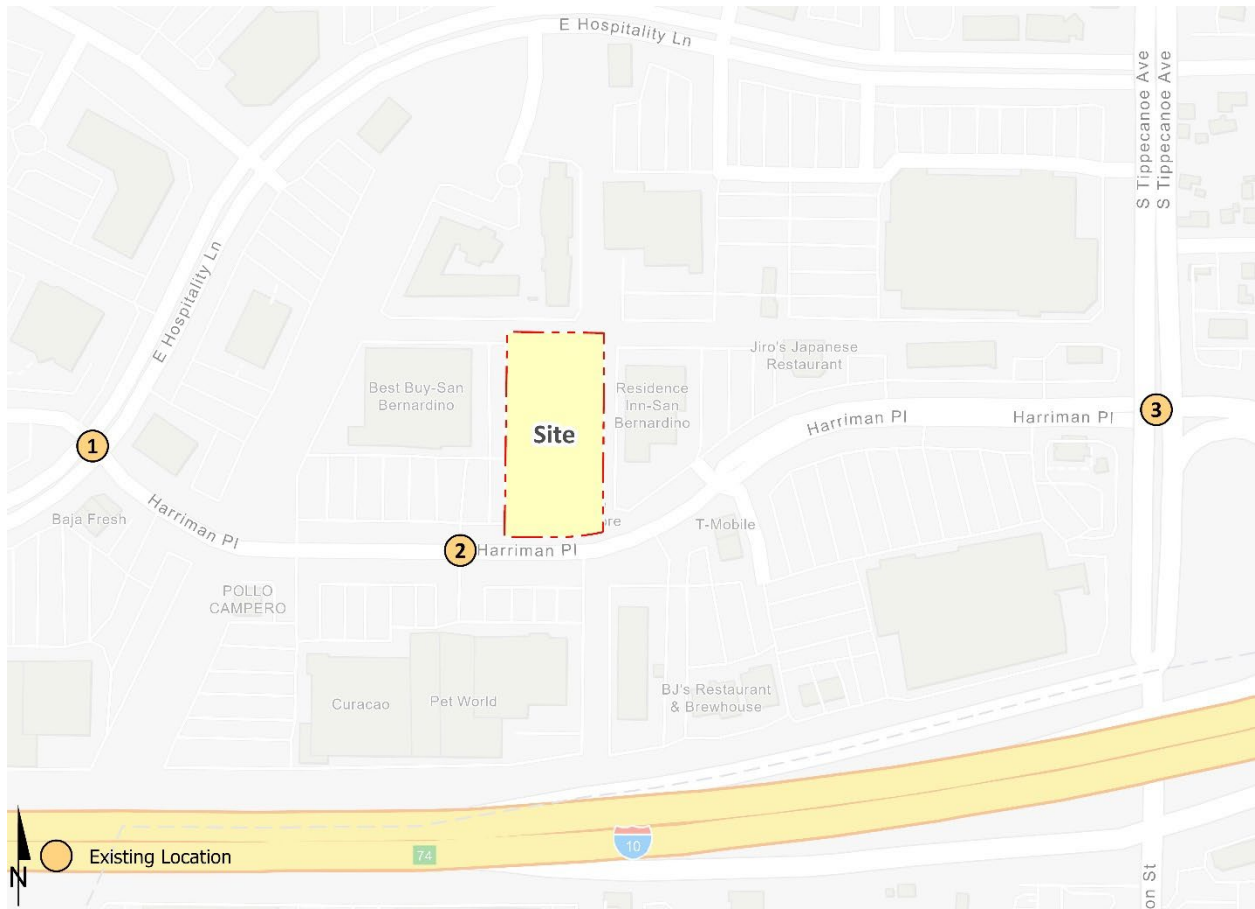 E Hospitality Ln
S Tippecanoe Ave
S Tippecanoe Ave
E Hospitality Ln
Jiro's Japanese
Restaurant
Best Buy-San
Bernardino
Residence
Inn-San
Bernardino
Site
Harriman Pl
Harriman Pl
3
1
Baja Fresh
Harriman Pl
2
Harriman Pl
T-Mobile
POLLO
CAMPERO
Curacao
Pet World
BJ's Restaurant
& Brewhouse
10
74
N
Existing Location